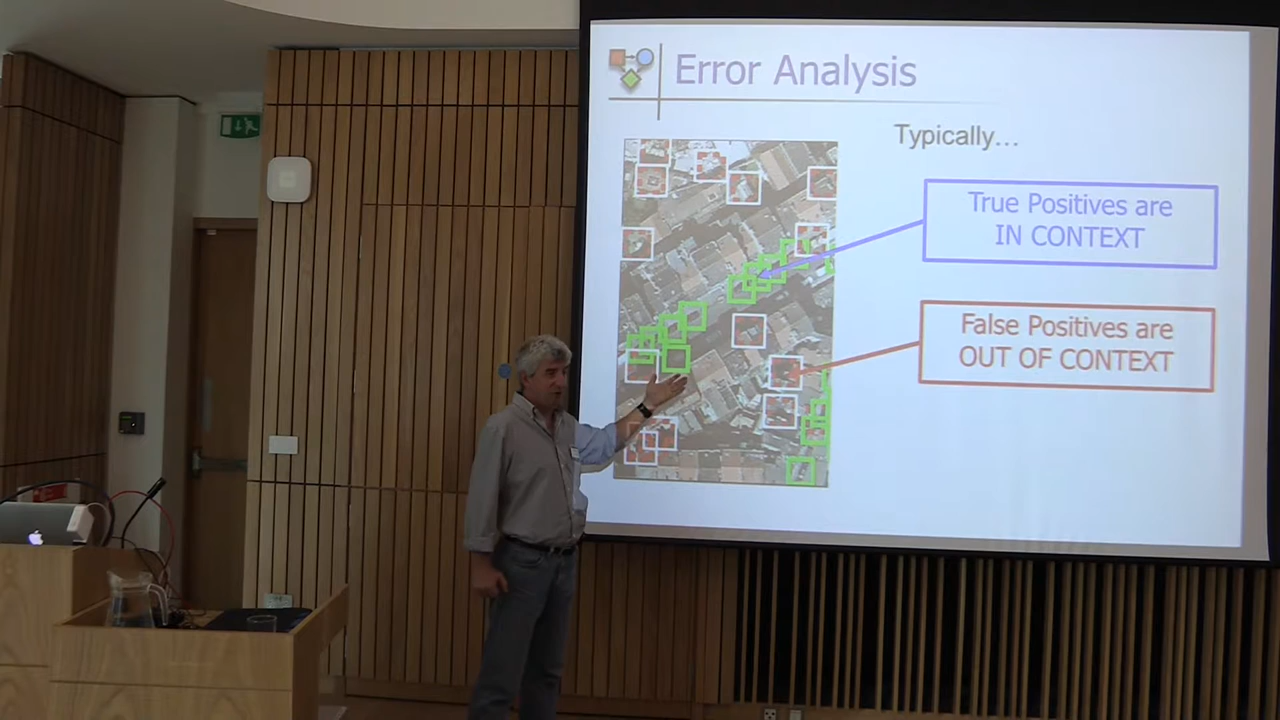 Error Analysis
Typically...
True Positives are
IN CONTEXT
False Positives are
OUT OF CONTEXT